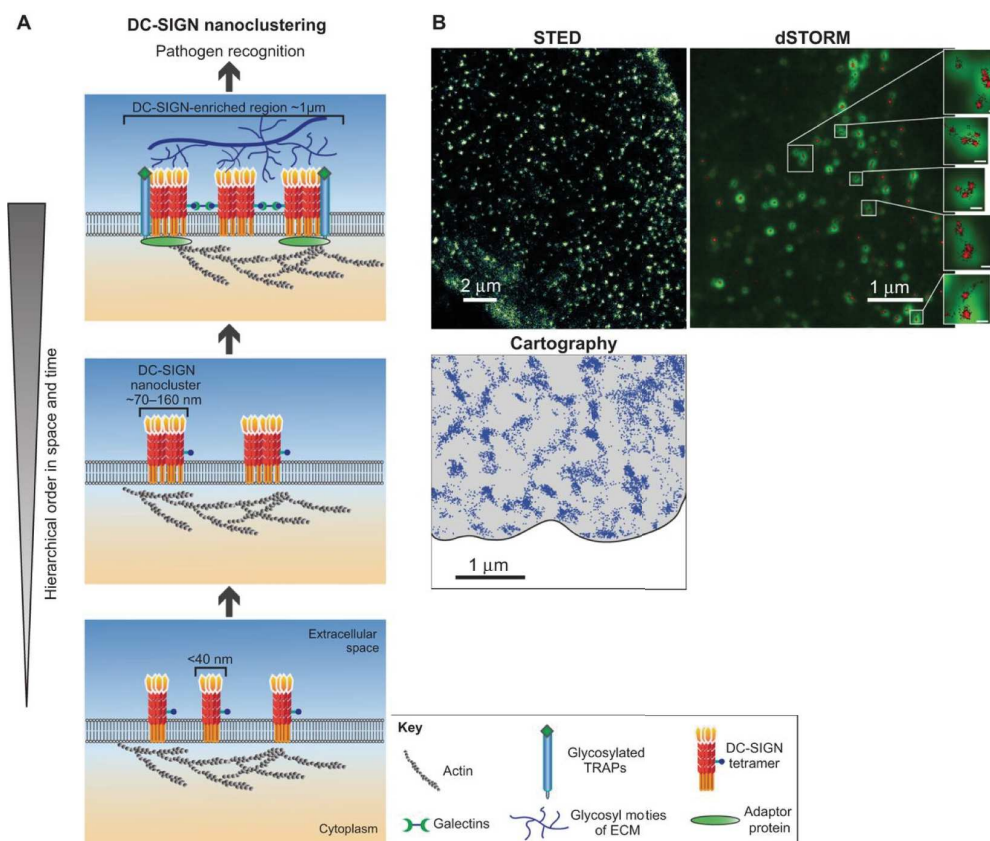 A
DC-SIGN nanoclustering
Pathogen recognition
DC-SIGN-enriched region ~1μm
DC-SIGN
nanocluster
~70–160 nm
Extracellular
space
<40 nm
Cytoplasm
Hierarchical order in space and time
B
STED
2 μm
dSTORM
1 μm
Cartography
1 μm
Key
Actin
Glycosylated
TRAPs
DC-SIGN
tetramer
Galectins
Glycosyl moties
of ECM
Adaptor
protein